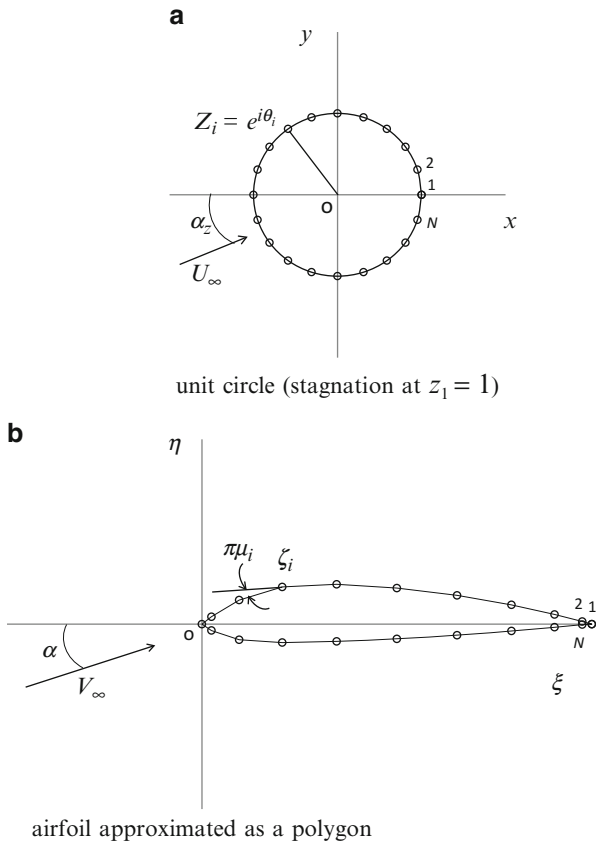 a
y
Z_i = e^{iθ_i}
2
1
O
N
x
α_z
U_∞
unit circle (stagnation at z_1 = 1)
b
η
πμ_i
ζ_i
2 1
O
N
α
V_∞
ξ
airfoil approximated as a polygon